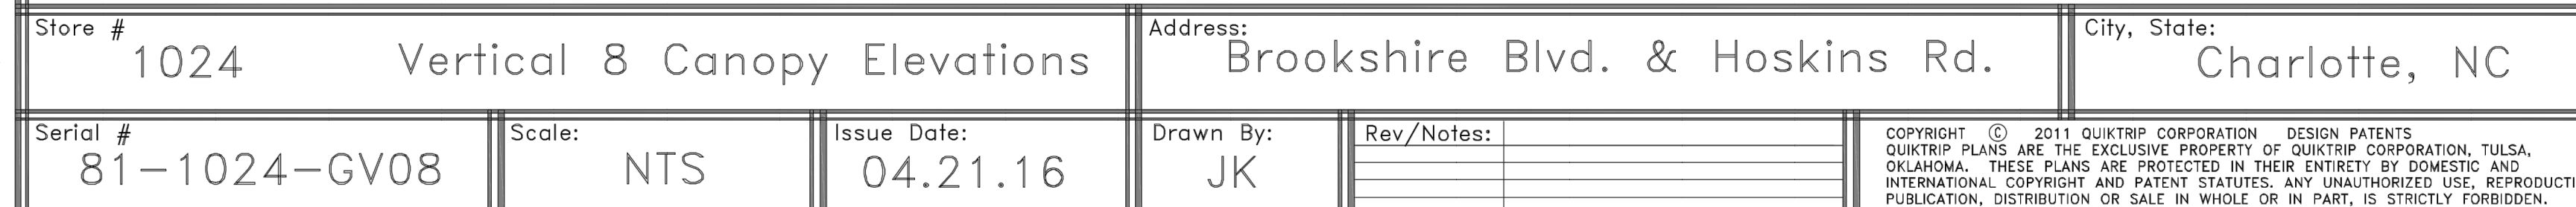 Store #
1024 Vertical 8 Canopy Elevations
Address:
Brookshire Blvd. & Hoskins Rd.
City, State:
Charlotte, NC
Serial #
81-1024-GV08
Scale:
NTS
Issue Date:
04.21.16
Drawn By:
JK
Rev/Notes:
COPYRIGHT © 2011 QUIKTRIP CORPORATION DESIGN PATENTS
QUIKTRIP PLANS ARE THE EXCLUSIVE PROPERTY OF QUIKTRIP CORPORATION, TULSA,
OKLAHOMA. THESE PLANS ARE PROTECTED IN THEIR ENTIRETY BY DOMESTIC AND
INTERNATIONAL COPYRIGHT AND PATENT STATUTES. ANY UNAUTHORIZED USE, REPRODUCTI
PUBLICATION, DISTRIBUTION OR SALE IN WHOLE OR IN PART, IS STRICTLY FORBIDDEN.